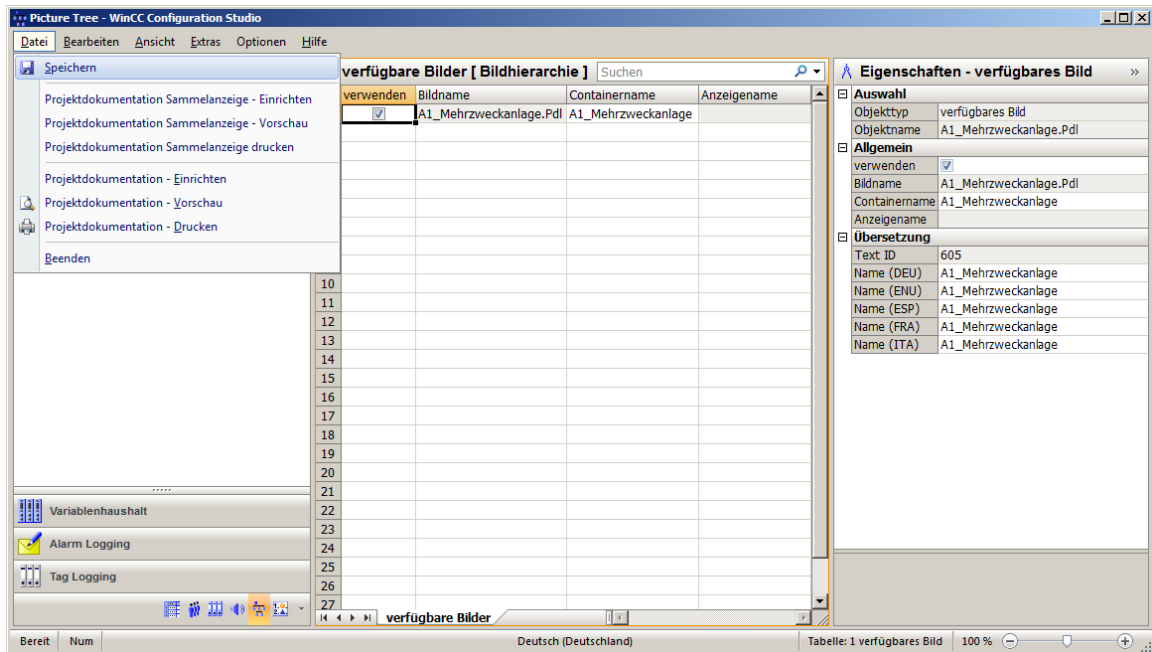 Picture Tree - WinCC Configuration Studio
Datei Bearbeiten Ansicht Extras Optionen Hilfe
Speichern
Projektdokumentation Sammelanzeige - Einrichten
Projektdokumentation Sammelanzeige - Vorschau
Projektdokumentation Sammelanzeige drucken
Projektdokumentation - Einrichten
Projektdokumentation - Vorschau
Projektdokumentation - Drucken
Beenden
Variablenhaushalt
Alarm Logging
Tag Logging
verfügbare Bilder [ Bildhierarchie ] Suchen
verwenden Bildname Containername Anzeigename
A1_Mehrzweckanlage.Pdl A1_Mehrzweckanlage
10
11
12
13
14
15
16
17
18
19
20
21
22
23
24
25
26
27
verfügbare Bilder
Eigenschaften - verfügbares Bild »
Auswahl
Objekttyp verfügbares Bild
Objektname A1_Mehrzweckanlage.Pdl
Allgemein
verwenden
Bildname A1_Mehrzweckanlage.Pdl
Containername A1_Mehrzweckanlage
Anzeigename
Übersetzung
Text ID 605
Name (DEU) A1_Mehrzweckanlage
Name (ENU) A1_Mehrzweckanlage
Name (ESP) A1_Mehrzweckanlage
Name (FRA) A1_Mehrzweckanlage
Name (ITA) A1_Mehrzweckanlage
Bereit Num Deutsch (Deutschland) Tabelle: 1 verfügbares Bild 100 %